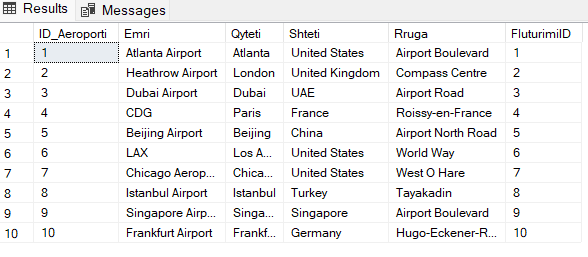 Results Messages
ID_Aeroporti Emri Qyteti Shteti Rruga FluturimiID
1 1 Atlanta Airport Atlanta United States Airport Boulevard 1
2 2 Heathrow Airport London United Kingdom Compass Centre 2
3 3 Dubai Airport Dubai UAE Airport Road 3
4 4 CDG Paris France Roissy-en-France 4
5 5 Beijing Airport Beijing China Airport North Road 5
6 6 LAX Los A... United States World Way 6
7 7 Chicago Aerop... Chica... United States West O Hare 7
8 8 Istanbul Airport Istanbul Turkey Tayakadin 8
9 9 Singapore Airp... Singa... Singapore Airport Boulevard 9
10 10 Frankfurt Airport Frankf... Germany Hugo-Eckener-R... 10